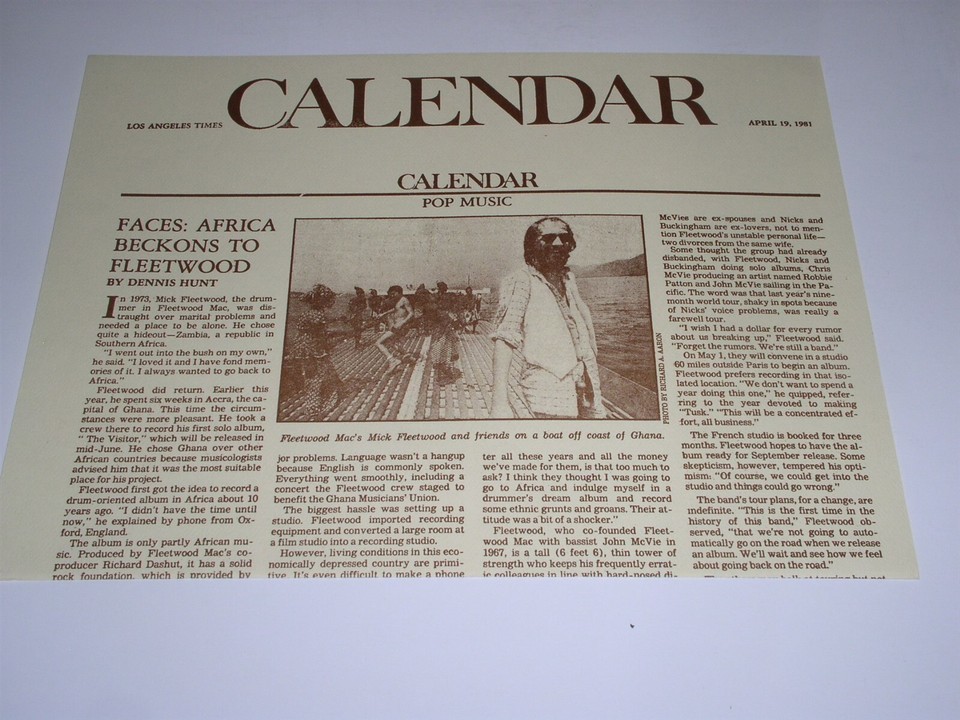 CALENDAR
LOS ANGELES TIMES
APRIL 19, 1981
CALENDAR
POP MUSIC
FACES: AFRICA
BECKONS TO
FLEETWOOD
BY DENNIS HUNT
In 1973, Mick Fleetwood, the drum-
mer in Fleetwood Mac, was dis-
traught over marital problems and
needed a place to be alone. He chose
quite a hideout—Zambia, a republic in
Southern Africa.
"I went out into the bush on my own,"
he said. "I loved it and I have fond mem-
ories of it. I always wanted to go back to
Africa."
Fleetwood did return. Earlier this
year, he spent six weeks in Accra, the ca-
pital of Ghana. This time the circum-
stances were more pleasant. He took a
crew there to record his first solo album,
"The Visitor," which will be released in
mid-June. He chose Ghana over other
African countries because musicologists
advised him that it was the most suitable
place for his project.
Fleetwood first got the idea to record a
drum-oriented album in Africa about 10
years ago. "I didn't have the time until
now," he explained by phone from Ox-
ford, England.
The album is only partly African mu-
sic. Produced by Fleetwood Mac's co-
producer Richard Dashut, it has a solid
rock foundation, which is provided by
PHOTO BY RICHARD A. AARON
Fleetwood Mac's Mick Fleetwood and friends on a boat off coast of Ghana.
jor problems. Language wasn't a hangup
because English is commonly spoken.
Everything went smoothly, including a
concert the Fleetwood crew staged to
benefit the Ghana Musicians' Union.
The biggest hassle was setting up a
studio. Fleetwood imported recording
equipment and converted a large room at
a film studio into a recording studio.
However, living conditions in this eco-
nomically depressed country are primi-
tive. It's even difficult to make a phone
ter all these years and all the money
we've made for them, is that too much to
ask? I think they thought I was going to
go to Africa and indulge myself in a
drummer's dream album and record
some ethnic grunts and groans. Their at-
titude was a bit of a shocker."
Fleetwood, who co-founded Fleet-
wood Mac with bassist John McVie in
1967, is a tall (6 feet 6), thin tower of
strength who keeps his frequently errat-
ic colleagues in line with hard-nosed di-
McVies are ex-spouses and Nicks and
Buckingham are ex-lovers, not to men-
tion Fleetwood's unstable personal life—
two divorces from the same wife.
Some thought the group had already
disbanded, with Fleetwood, Nicks and
Buckingham doing solo albums, Chris
McVie producing an artist named Robbie
Patton and John McVie sailing in the Pa-
cific. The word was that last year's nine-
month world tour, shaky in spots because
of Nicks' voice problems, was really a
farewell tour.
"I wish I had a dollar for every rumor
about us breaking up," Fleetwood said.
"Forget the rumors. We're still a band."
On May 1, they will convene in a studio
60 miles outside Paris to begin an album.
Fleetwood prefers recording in that iso-
lated location. "We don't want to spend a
year doing this one," he quipped, refer-
ring to the year devoted to making
"Tusk." "This will be a concentrated ef-
fort, all business."
The French studio is booked for three
months. Fleetwood hopes to have the al-
bum ready for September release. Some
skepticism, however, tempered his opti-
mism: "Of course, we could get into the
studio and things could go wrong."
The band's tour plans, for a change, are
indefinite. "This is the first time in the
history of this band," Fleetwood ob-
served, "that we're not going to auto-
matically go on the road when we release
an album. We'll wait and see how we feel
about going back on the road."